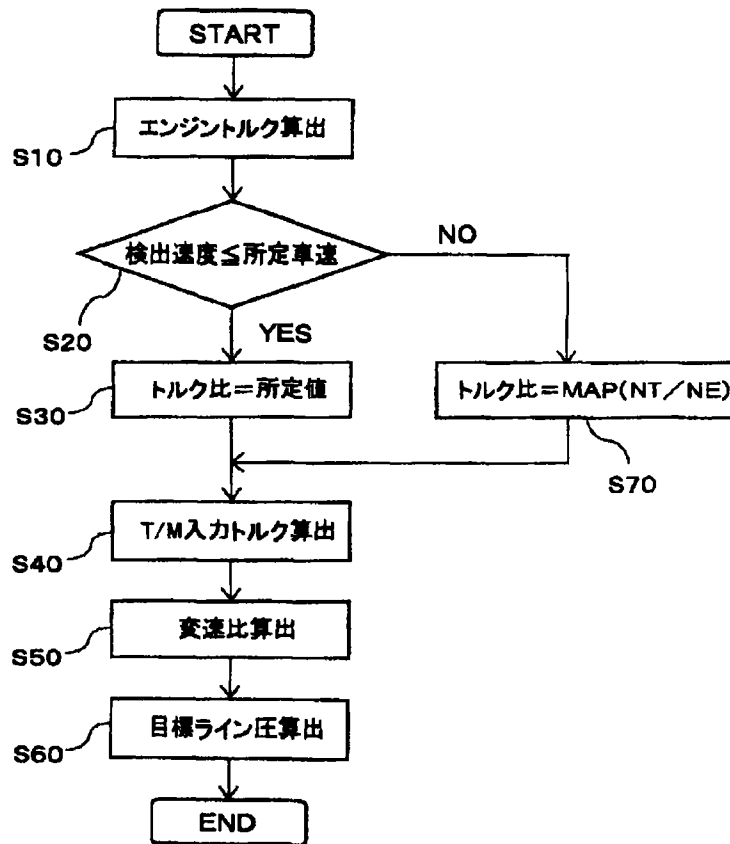 START
エンジントルク算出
S10
検出速度≦所定車速
NO
S20
YES
トルク比=所定値
トルク比=MAP(NT/NE)
S30
S70
T/M入力トルク算出
S40
変速比算出
S50
目標ライン圧算出
S60
END